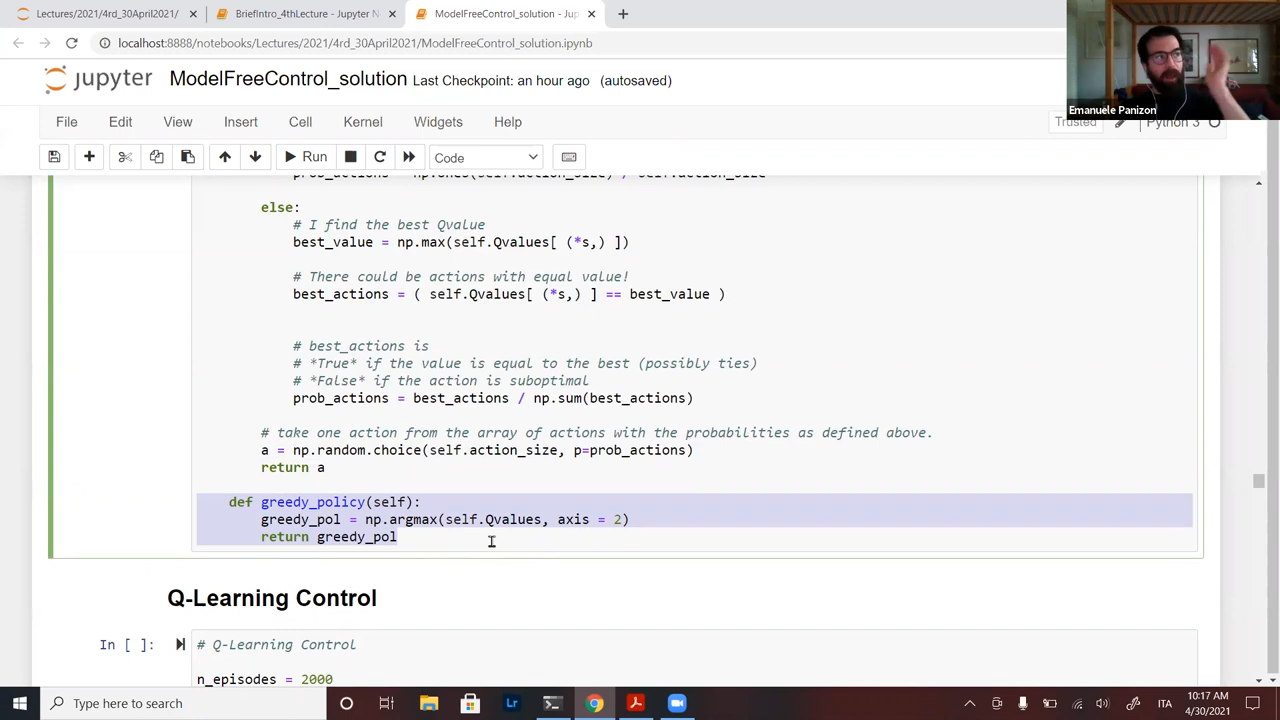 Lectures/2021/4rd_30April2021/
BriefIntro_4thLecture - Jupyter N
ModelFreeControl_solution - Jup
localhost:8888/notebooks/Lectures/2021/4rd_30April2021/ModelFreeControl_solution.ipynb
Emanuele Panizon
jupyter ModelFreeControl_solution Last Checkpoint: an hour ago (autosaved)
File Edit View Insert Cell Kernel Widgets Help
Trusted Python 3
Run Code
prob_actions = np.ones(self.action_size) / self.action_size
else:
# I find the best Qvalue
best_value = np.max(self.Qvalues[ (*s,) ])
# There could be actions with equal value!
best_actions = ( self.Qvalues[ (*s,) ] == best_value )
# best_actions is
# *True* if the value is equal to the best (possibly ties)
# *False* if the action is suboptimal
prob_actions = best_actions / np.sum(best_actions)
# take one action from the array of actions with the probabilities as defined above.
a = np.random.choice(self.action_size, p=prob_actions)
return a
def greedy_policy(self):
greedy_pol = np.argmax(self.Qvalues, axis = 2)
return greedy_pol
Q-Learning Control
In [ ]:
# Q-Learning Control
n_episodes = 2000
Type here to search
Lr
ITA
10:17 AM
4/30/2021